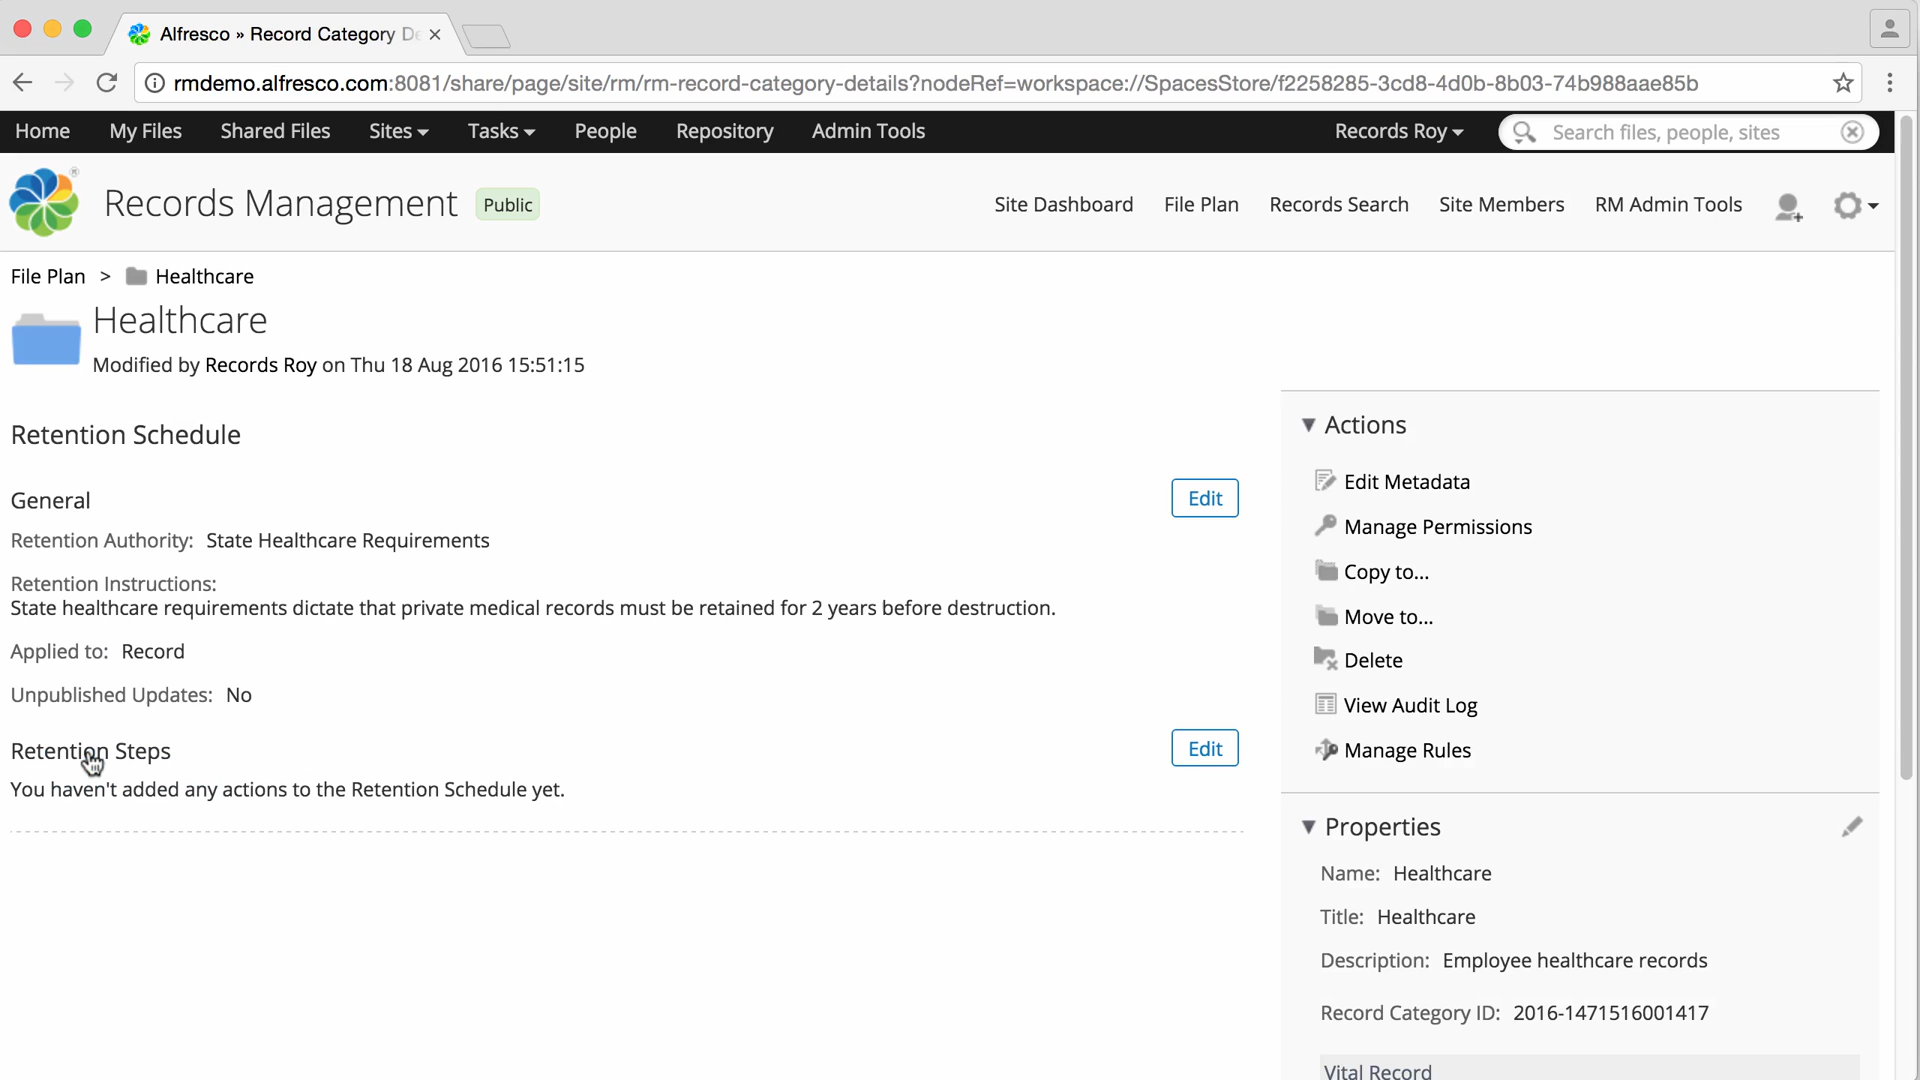 Alfresco » Record Category De
rmdemo.alfresco.com:8081/share/page/site/rm/rm-record-category-details?nodeRef=workspace://SpacesStore/f2258285-3cd8-4d0b-8b03-74b988aae85b
Home My Files Shared Files Sites Tasks People Repository Admin Tools Records Roy Search files, people, sites
Records Management Public Site Dashboard File Plan Records Search Site Members RM Admin Tools
File Plan > Healthcare
Healthcare
Modified by Records Roy on Thu 18 Aug 2016 15:51:15
Retention Schedule
General Edit
Retention Authority: State Healthcare Requirements
Retention Instructions:
State healthcare requirements dictate that private medical records must be retained for 2 years before destruction.
Applied to: Record
Unpublished Updates: No
Retention Steps Edit
You haven't added any actions to the Retention Schedule yet.
Actions
Edit Metadata
Manage Permissions
Copy to...
Move to...
Delete
View Audit Log
Manage Rules
Properties
Name: Healthcare
Title: Healthcare
Description: Employee healthcare records
Record Category ID: 2016-1471516001417
Vital Record